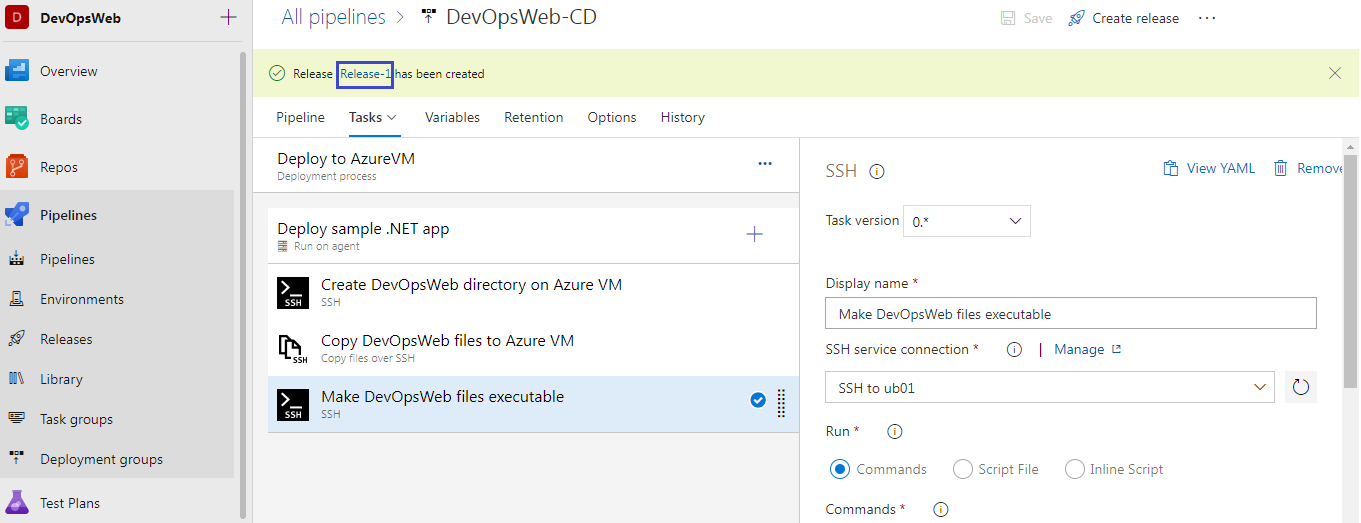 D DevOpsWeb
Overview
Boards
Repos
Pipelines
Pipelines
Environments
Releases
Library
Task groups
Deployment groups
Test Plans
All pipelines > DevOpsWeb-CD
Save
Create release
Release Release-1 has been created
Pipeline
Tasks
Variables
Retention
Options
History
Deploy to AzureVM
Deployment process
Deploy sample .NET app
Run on agent
Create DevOpsWeb directory on Azure VM
SSH
SSH
Copy DevOpsWeb files to Azure VM
SSH
Copy files over SSH
Make DevOpsWeb files executable
SSH
SSH
SSH
View YAML
Remove
Task version 0.*
Display name *
Make DevOpsWeb files executable
SSH service connection *
| Manage
SSH to ub01
Run *
Commands
Script File
Inline Script
Commands *